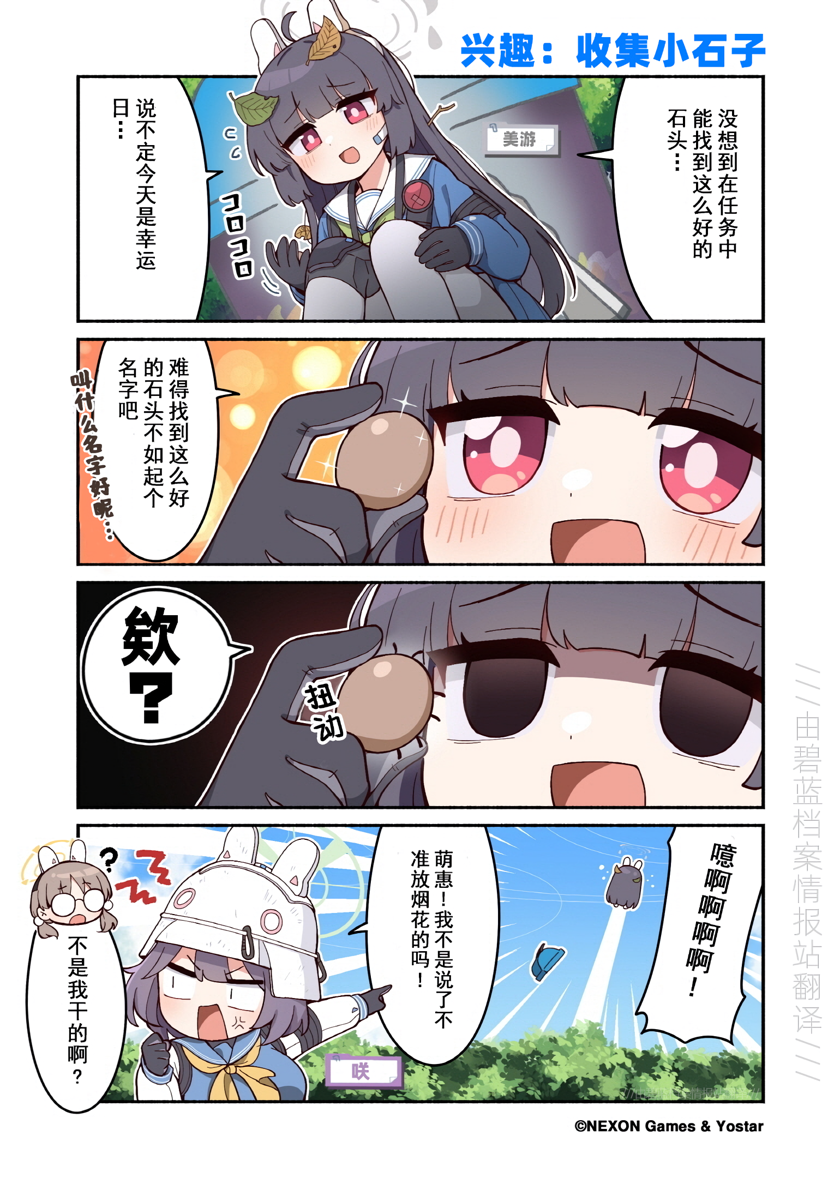 兴趣：收集小石子
没想到在任务中
能找到这么好的
石头…
美游
说不定今天是幸运
日…
コロコロ
难得找到这么好
的石头不如起个
名字吧
叫什么名字好呢…
欸？
扭动
噫啊啊啊啊！
萌惠！我不是说了不
准放烟花的吗！
？
不是我干的啊？
咲
由碧蓝档案情报站翻译
©NEXON Games & Yostar